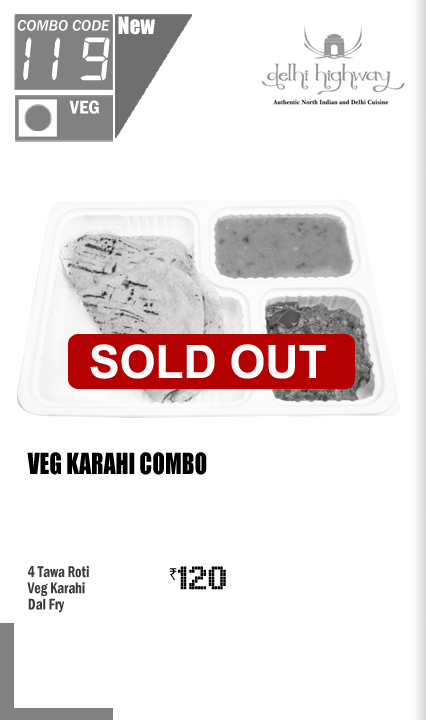 COMBO CODE
119
New
VEG
delhi highway
Authentic North Indian and Delhi Cuisine
SOLD OUT
VEG KARAHI COMBO
4 Tawa Roti
Veg Karahi
Dal Fry
₹120